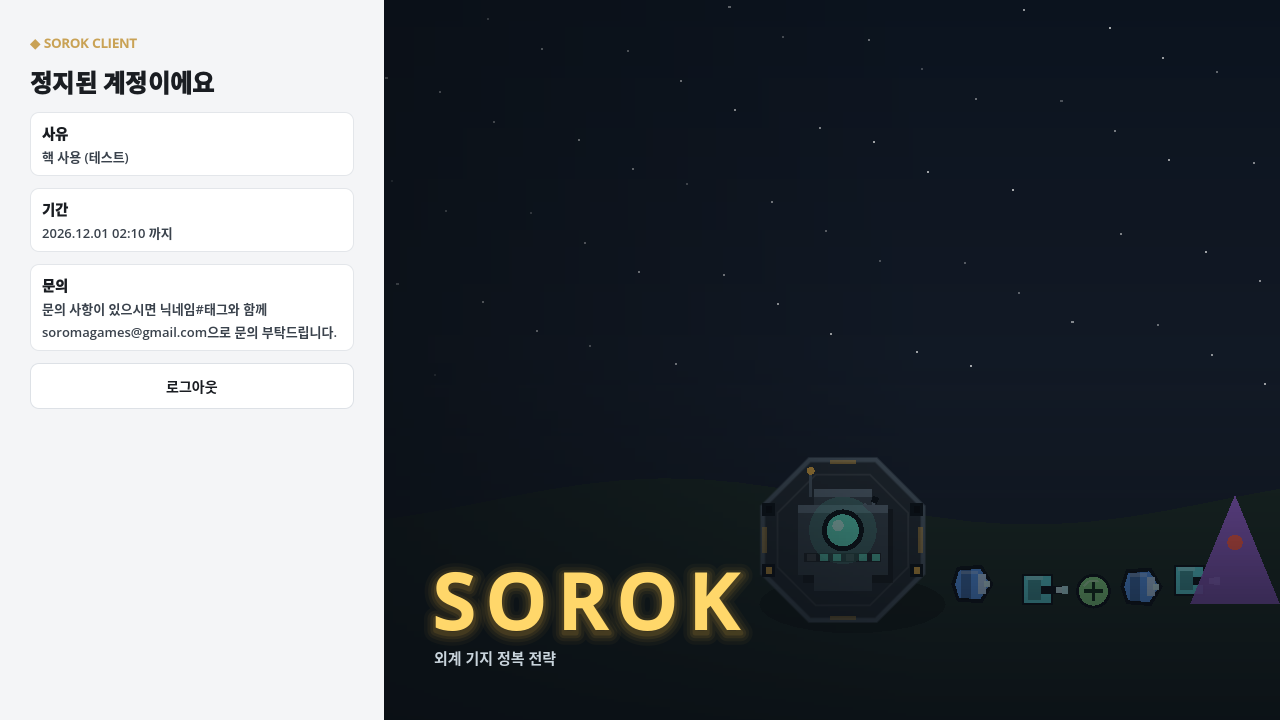 ◆ SOROK CLIENT
정지된 계정이에요
사유
핵 사용 (테스트)
기간
2026.12.01 02:10 까지
문의
문의 사항이 있으시면 닉네임#태그와 함께
soromagames@gmail.com으로 문의 부탁드립니다.
로그아웃
SOROK
외계 기지 정복 전략